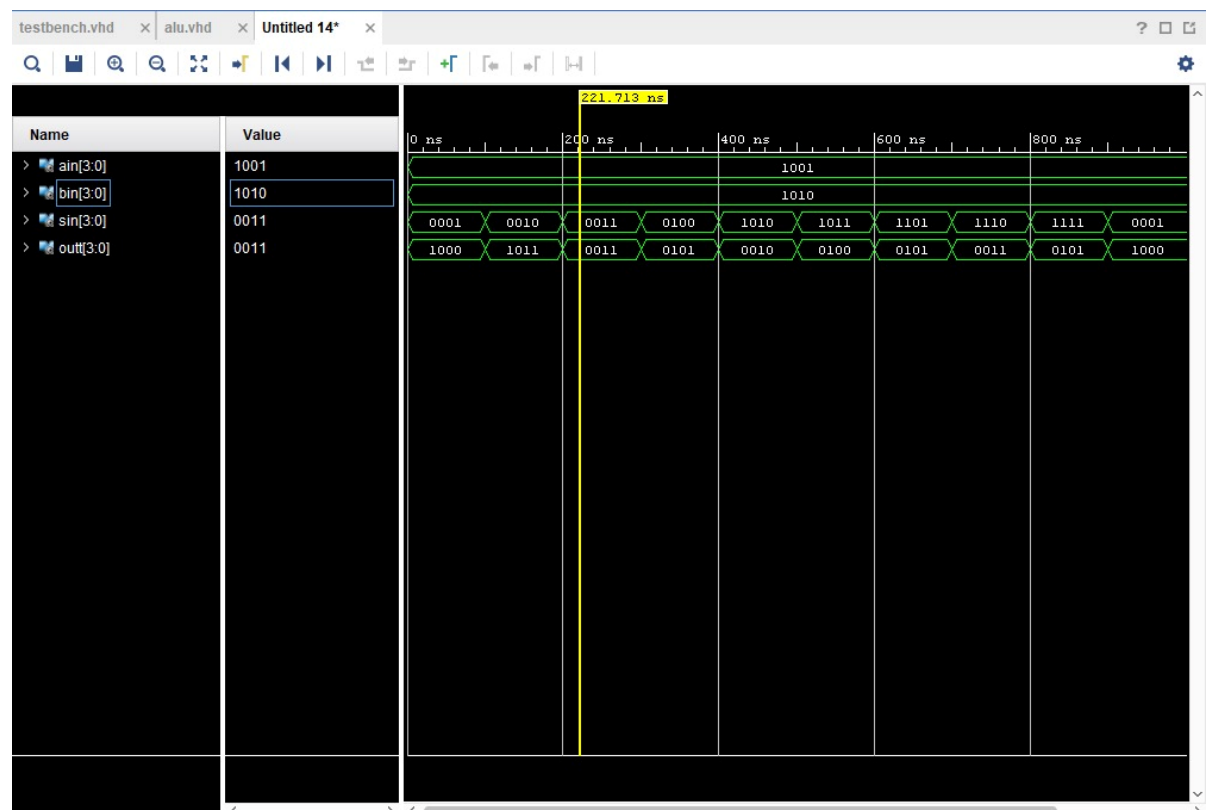 testbench.vhd × alu.vhd × Untitled 14* × ?
221.713 ns
Name Value 0 ns 200 ns 400 ns 600 ns 800 ns
> ain[3:0] 1001 1001
> bin[3:0] 1010 1010
> sin[3:0] 0011 0001 0010 0011 0100 1010 1011 1101 1110 1111 0001
> outt[3:0] 0011 1000 1011 0011 0101 0010 0100 0101 0011 0101 1000